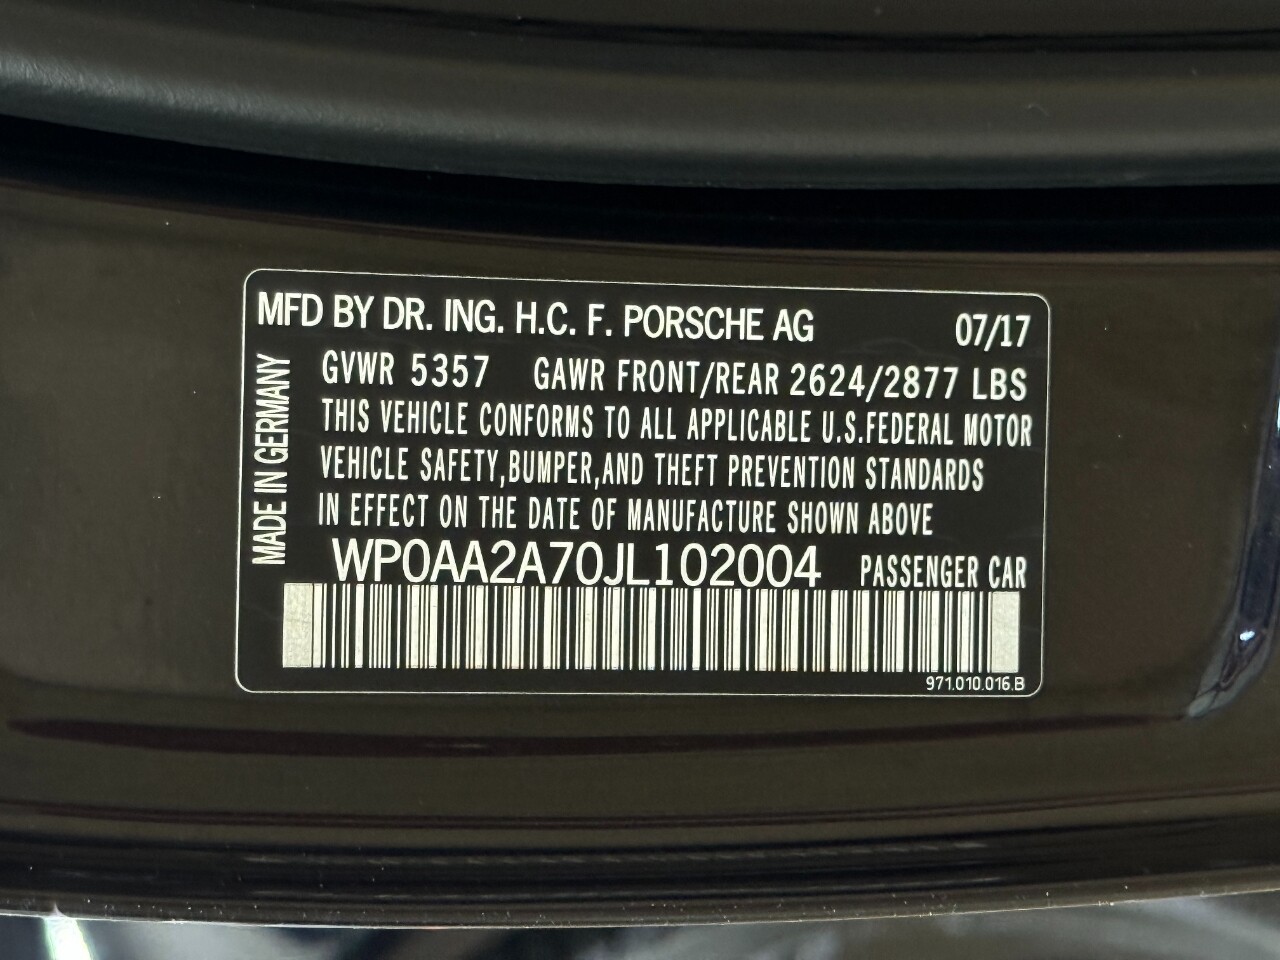 MFD BY DR. ING. H.C. F. PORSCHE AG 07/17
GVWR 5357 GAWR FRONT/REAR 2624/2877 LBS
THIS VEHICLE CONFORMS TO ALL APPLICABLE U.S.FEDERAL MOTOR
VEHICLE SAFETY,BUMPER,AND THEFT PREVENTION STANDARDS
IN EFFECT ON THE DATE OF MANUFACTURE SHOWN ABOVE
WP0AA2A70JL102004 PASSENGER CAR
971.010.016.B
MADE IN GERMANY